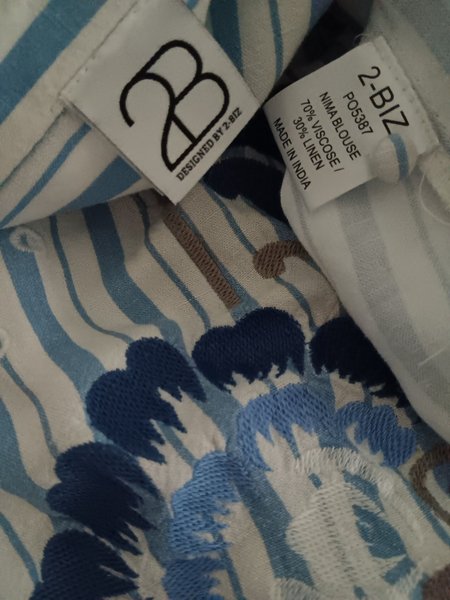 2B
DESIGNED BY 2-BIZ
2-BIZ
PO5387
NIMA BLOUSE
70% VISCOSE /
30% LINEN
MADE IN INDIA